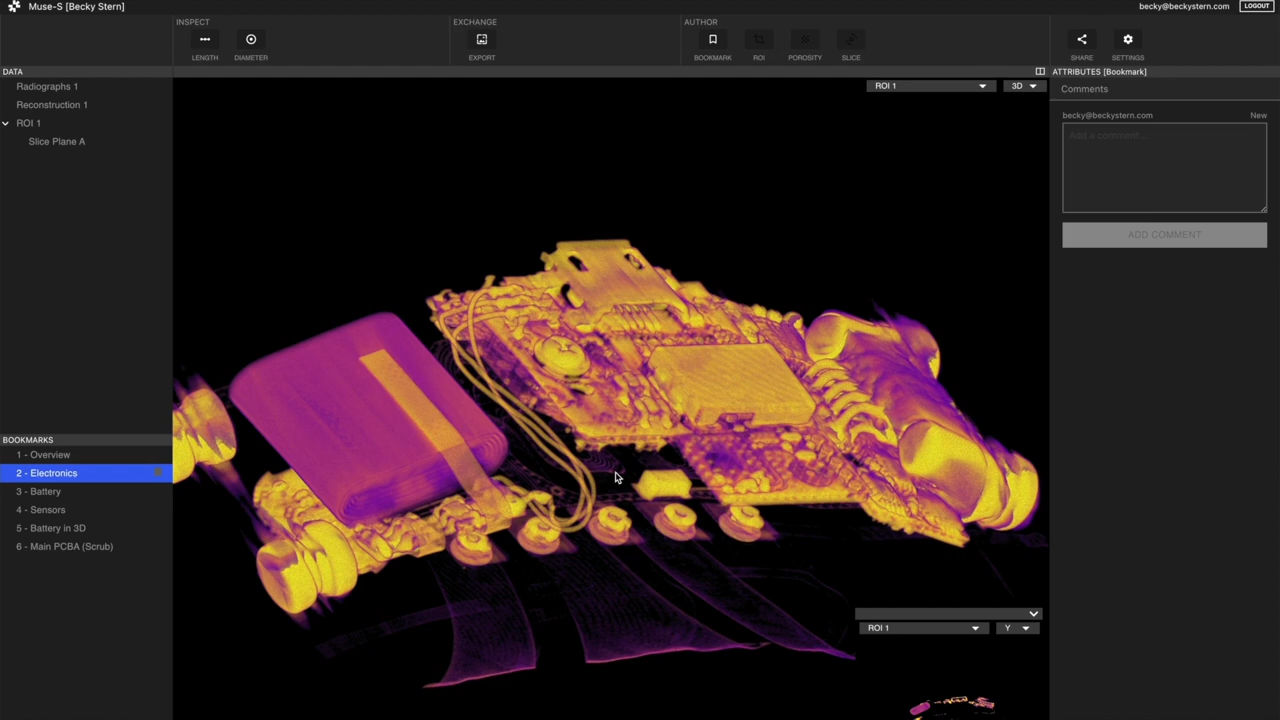 Muse-S [Becky Stern]
becky@beckystern.com
LOGOUT
INSPECT
EXCHANGE
AUTHOR
LENGTH
DIAMETER
EXPORT
BOOKMARK
ROI
POROSITY
SLICE
SHARE
SETTINGS
DATA
ATTRIBUTES [Bookmark]
Radiographs 1
Reconstruction 1
ROI 1
Slice Plane A
ROI 1
3D
Comments
becky@beckystern.com
New
Add a comment...
ADD COMMENT
BOOKMARKS
1 - Overview
2 - Electronics
3 - Battery
4 - Sensors
5 - Battery in 3D
6 - Main PCBA (Scrub)
ROI 1
Y